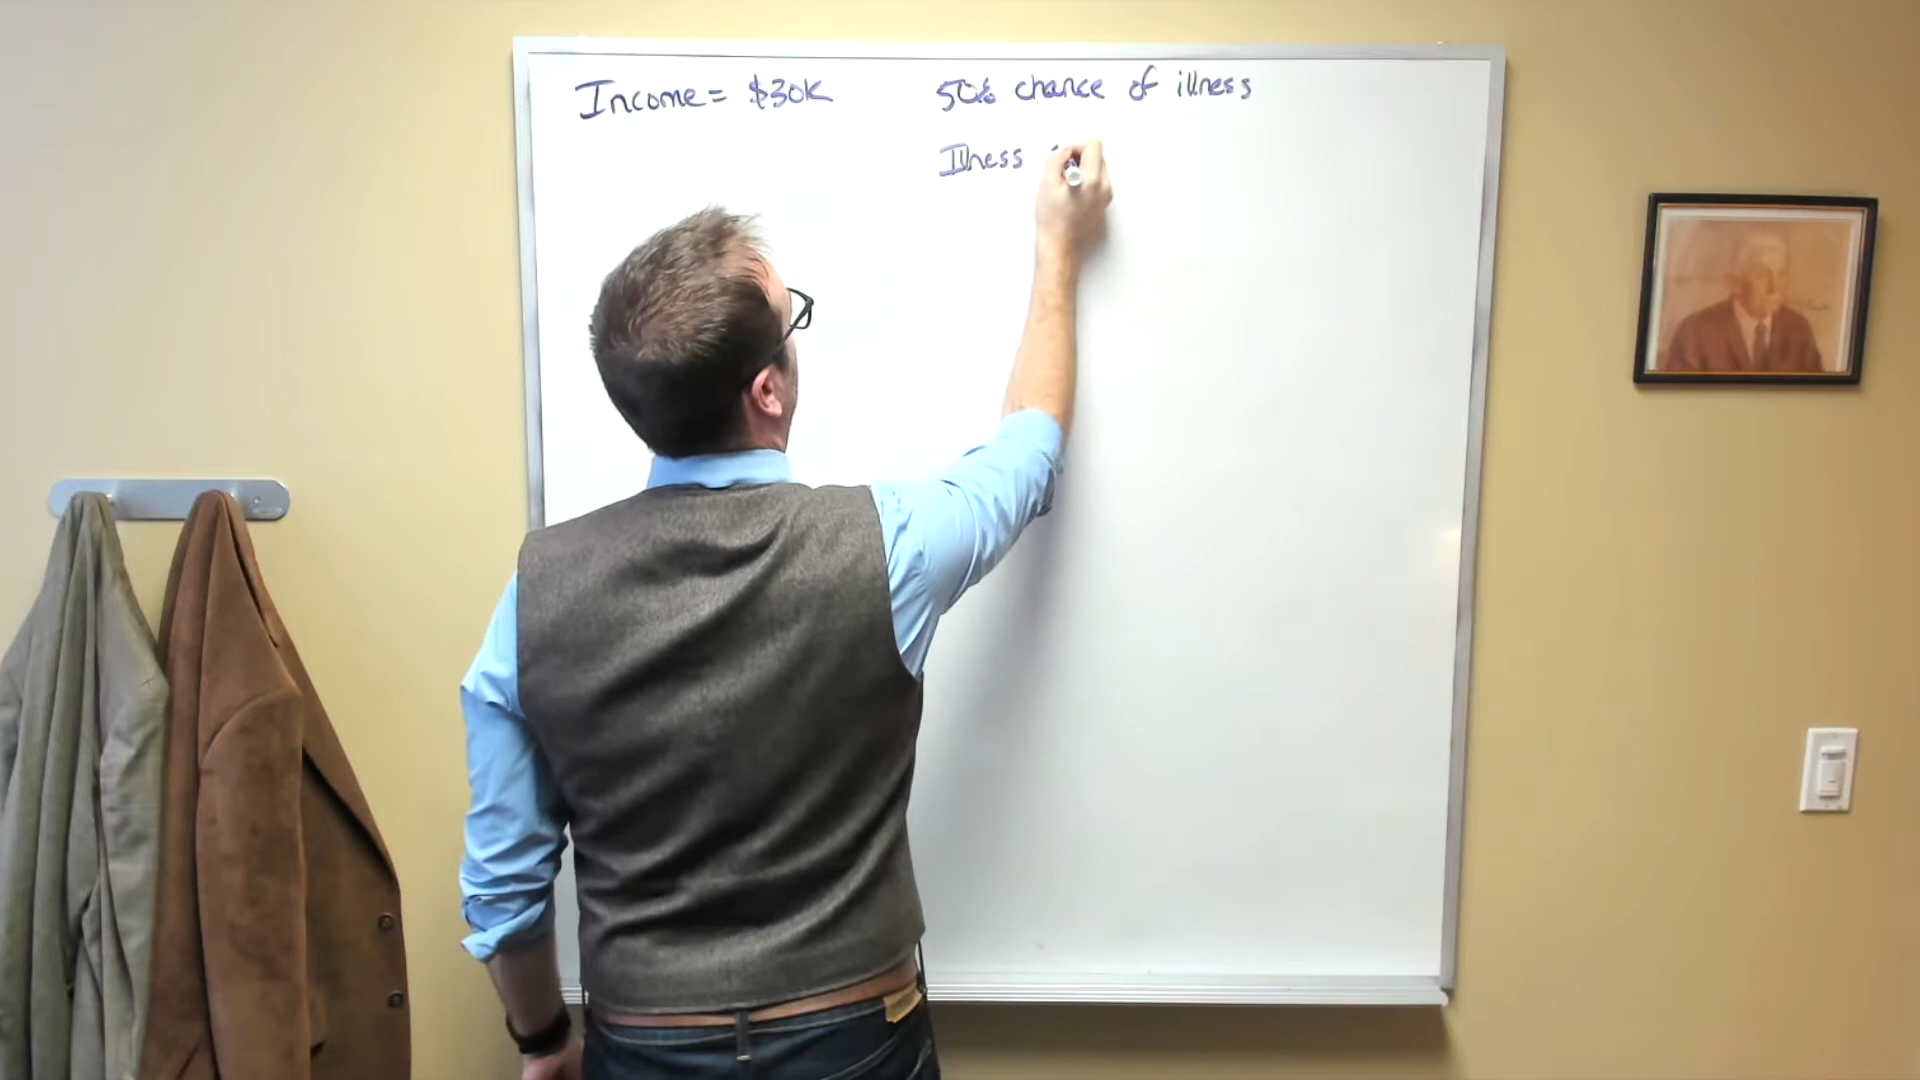 Income = $30K
50% chance of illness
Illness